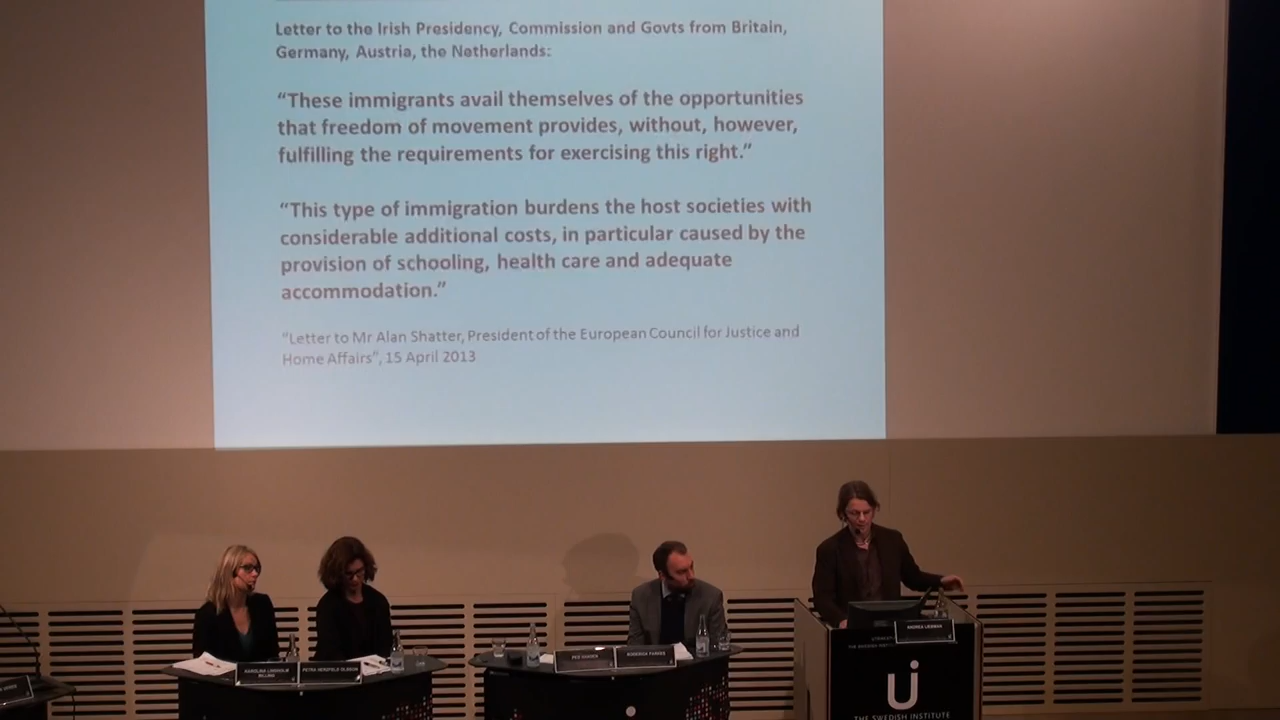 Letter to the Irish Presidency, Commission and Govts from Britain,
Germany, Austria, the Netherlands:
“These immigrants avail themselves of the opportunities
that freedom of movement provides, without, however,
fulfilling the requirements for exercising this right.”
“This type of immigration burdens the host societies with
considerable additional costs, in particular caused by the
provision of schooling, health care and adequate
accommodation.”
“Letter to Mr Alan Shatter, President of the European Council for Justice and
Home Affairs”, 15 April 2013
KAROLINA LINDHOLM
BILLING
PETRA HERZFELD OLSSON
RODERICK PARKES
THE SWEDISH INSTITUTE